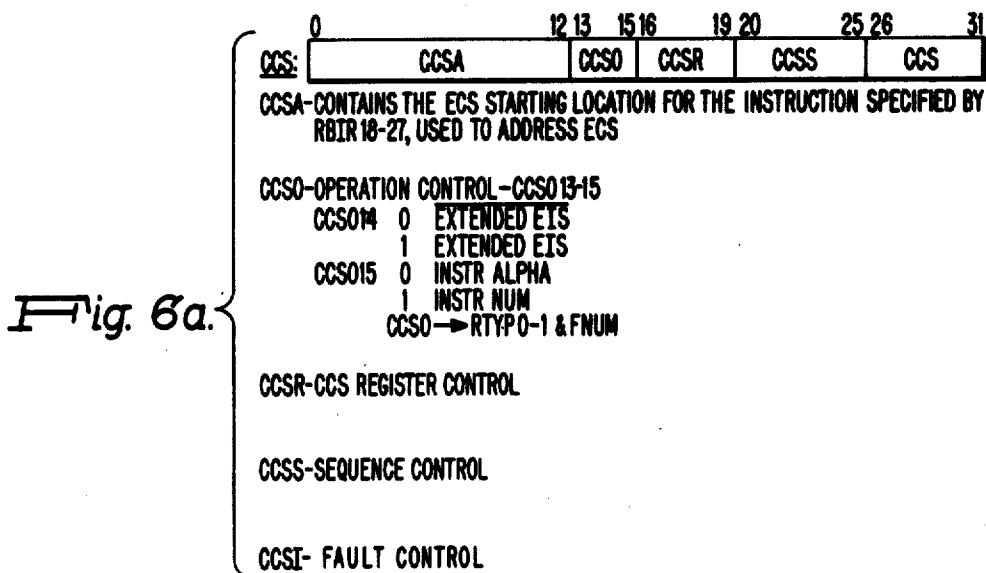 0 12 13 15 16 19 20 25 26 31
CCS: CCSA CCSO CCSR CCSS CCS
CCSA-CONTAINS THE ECS STARTING LOCATION FOR THE INSTRUCTION SPECIFIED BY
RBIR 18-27, USED TO ADDRESS ECS
CCSO-OPERATION CONTROL-CCSO 13-15
CCSO14 0 EXTENDED EIS
1 EXTENDED EIS
CCSO15 0 INSTR ALPHA
1 INSTR NUM
Fig. 6a.
CCSO→RTYP 0-1 & FNUM
CCSR-CCS REGISTER CONTROL
CCSS-SEQUENCE CONTROL
CCSI- FAULT CONTROL